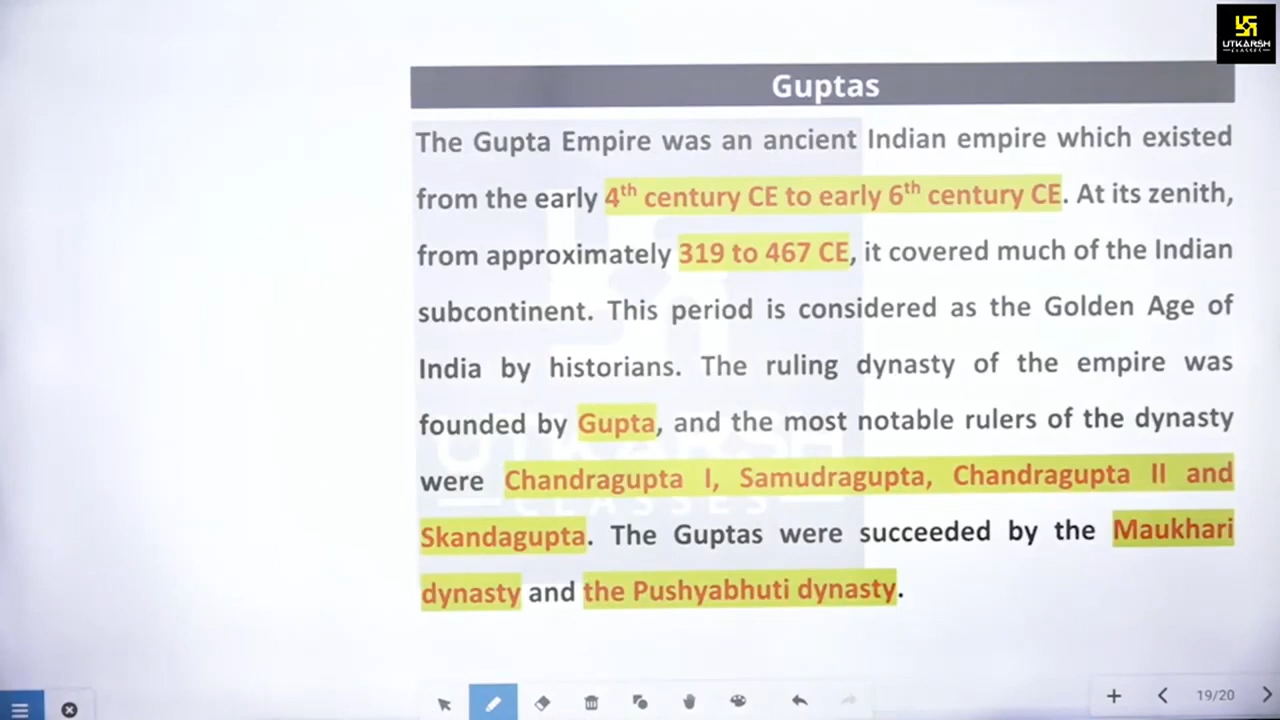 UTKARSH
CLASSES
Guptas
The Gupta Empire was an ancient Indian empire which existed
from the early 4th century CE to early 6th century CE. At its zenith,
from approximately 319 to 467 CE, it covered much of the Indian
subcontinent. This period is considered as the Golden Age of
India by historians. The ruling dynasty of the empire was
founded by Gupta, and the most notable rulers of the dynasty
were Chandragupta I, Samudragupta, Chandragupta II and
Skandagupta. The Guptas were succeeded by the Maukhari
dynasty and the Pushyabhuti dynasty.
UTKARSH
CLASSES
19/20